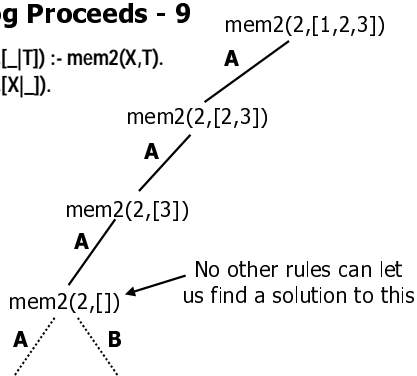 og Proceeds - 9
[_|T]) :- mem2(X,T).
[X|_]).
mem2(2,[1,2,3])
A
mem2(2,[2,3])
A
mem2(2,[3])
A
mem2(2,[])
No other rules can let
us find a solution to this
A B